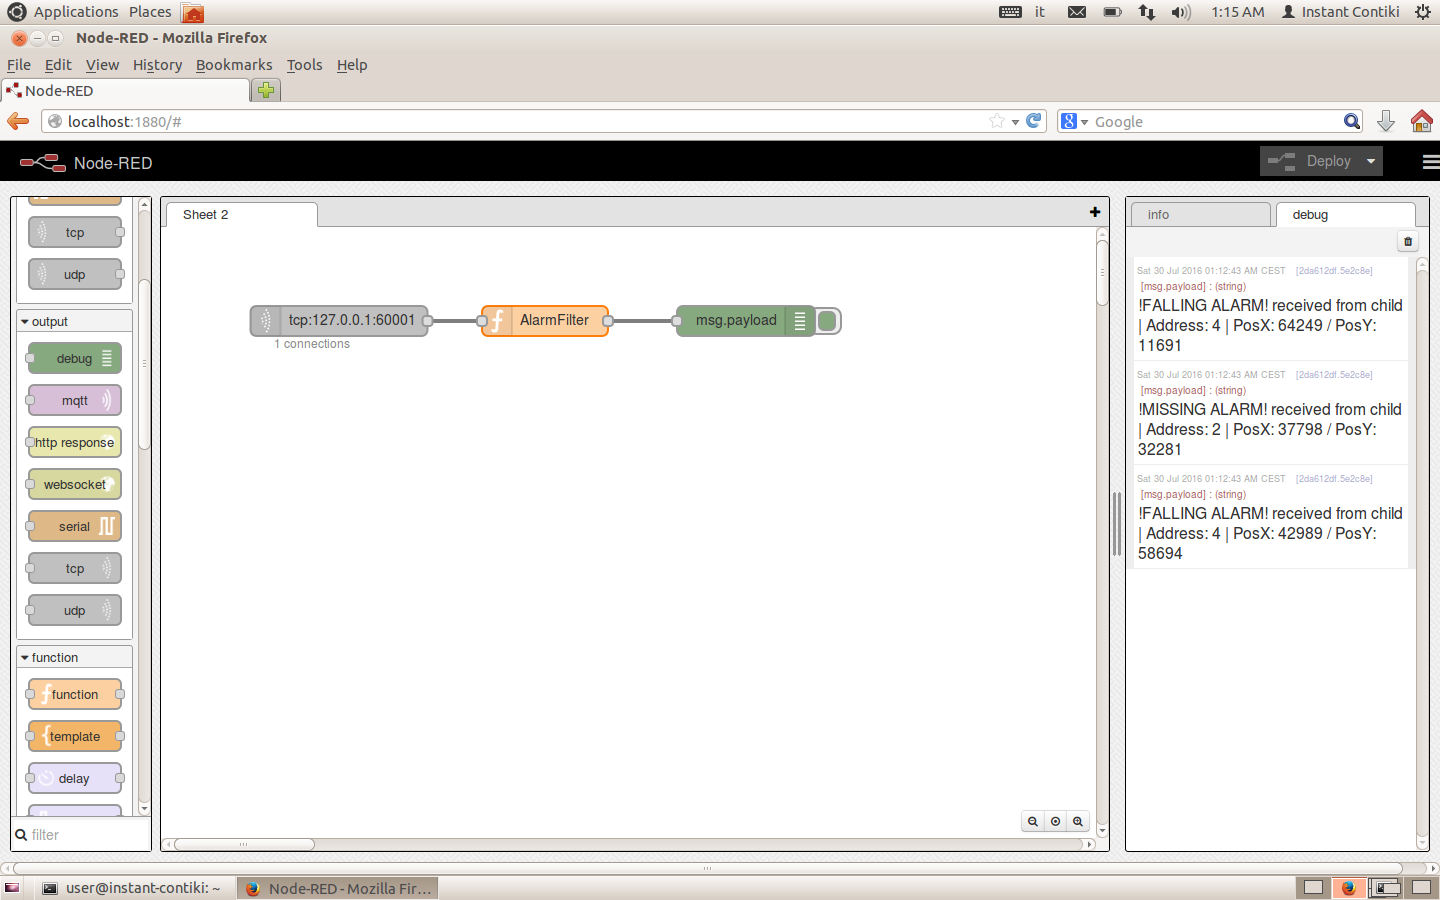 Applications Places
it
1:15 AM
Instant Contiki
Node-RED - Mozilla Firefox
File Edit View History Bookmarks Tools Help
Node-RED
localhost:1880/#
Google
Node-RED
Deploy
tcp
udp
output
debug
mqtt
http response
websocket
serial
tcp
udp
function
function
template
delay
filter
Sheet 2
tcp:127.0.0.1:60001
1 connections
AlarmFilter
msg.payload
info
debug
Sat 30 Jul 2016 01:12:43 AM CEST [2da612df.5e2c8e]
[msg.payload] : (string)
!FALLING ALARM! received from child
| Address: 4 | PosX: 64249 / PosY:
11691
Sat 30 Jul 2016 01:12:43 AM CEST [2da612df.5e2c8e]
[msg.payload] : (string)
!MISSING ALARM! received from child
| Address: 2 | PosX: 37798 / PosY:
32281
Sat 30 Jul 2016 01:12:43 AM CEST [2da612df.5e2c8e]
[msg.payload] : (string)
!FALLING ALARM! received from child
| Address: 4 | PosX: 42989 / PosY:
58694
user@instant-contiki: ~
Node-RED - Mozilla Fir...